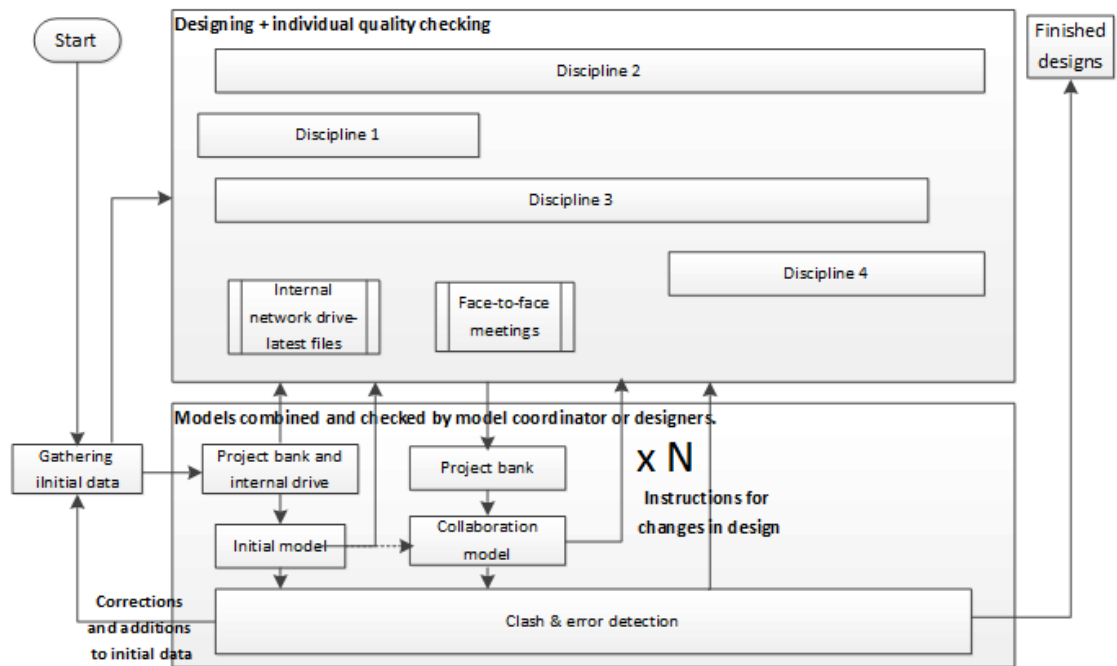 Start
Designing + individual quality checking
Finished
designs
Discipline 2
Discipline 1
Discipline 3
Discipline 4
Internal
network drive-
latest files
Face-to-face
meetings
Models combined and checked by model coordinator or designers.
Gathering
iInitial data
Project bank and
internal drive
Project bank
x N
Instructions for
changes in design
Initial model
Collaboration
model
Corrections
and additions
to initial data
Clash & error detection